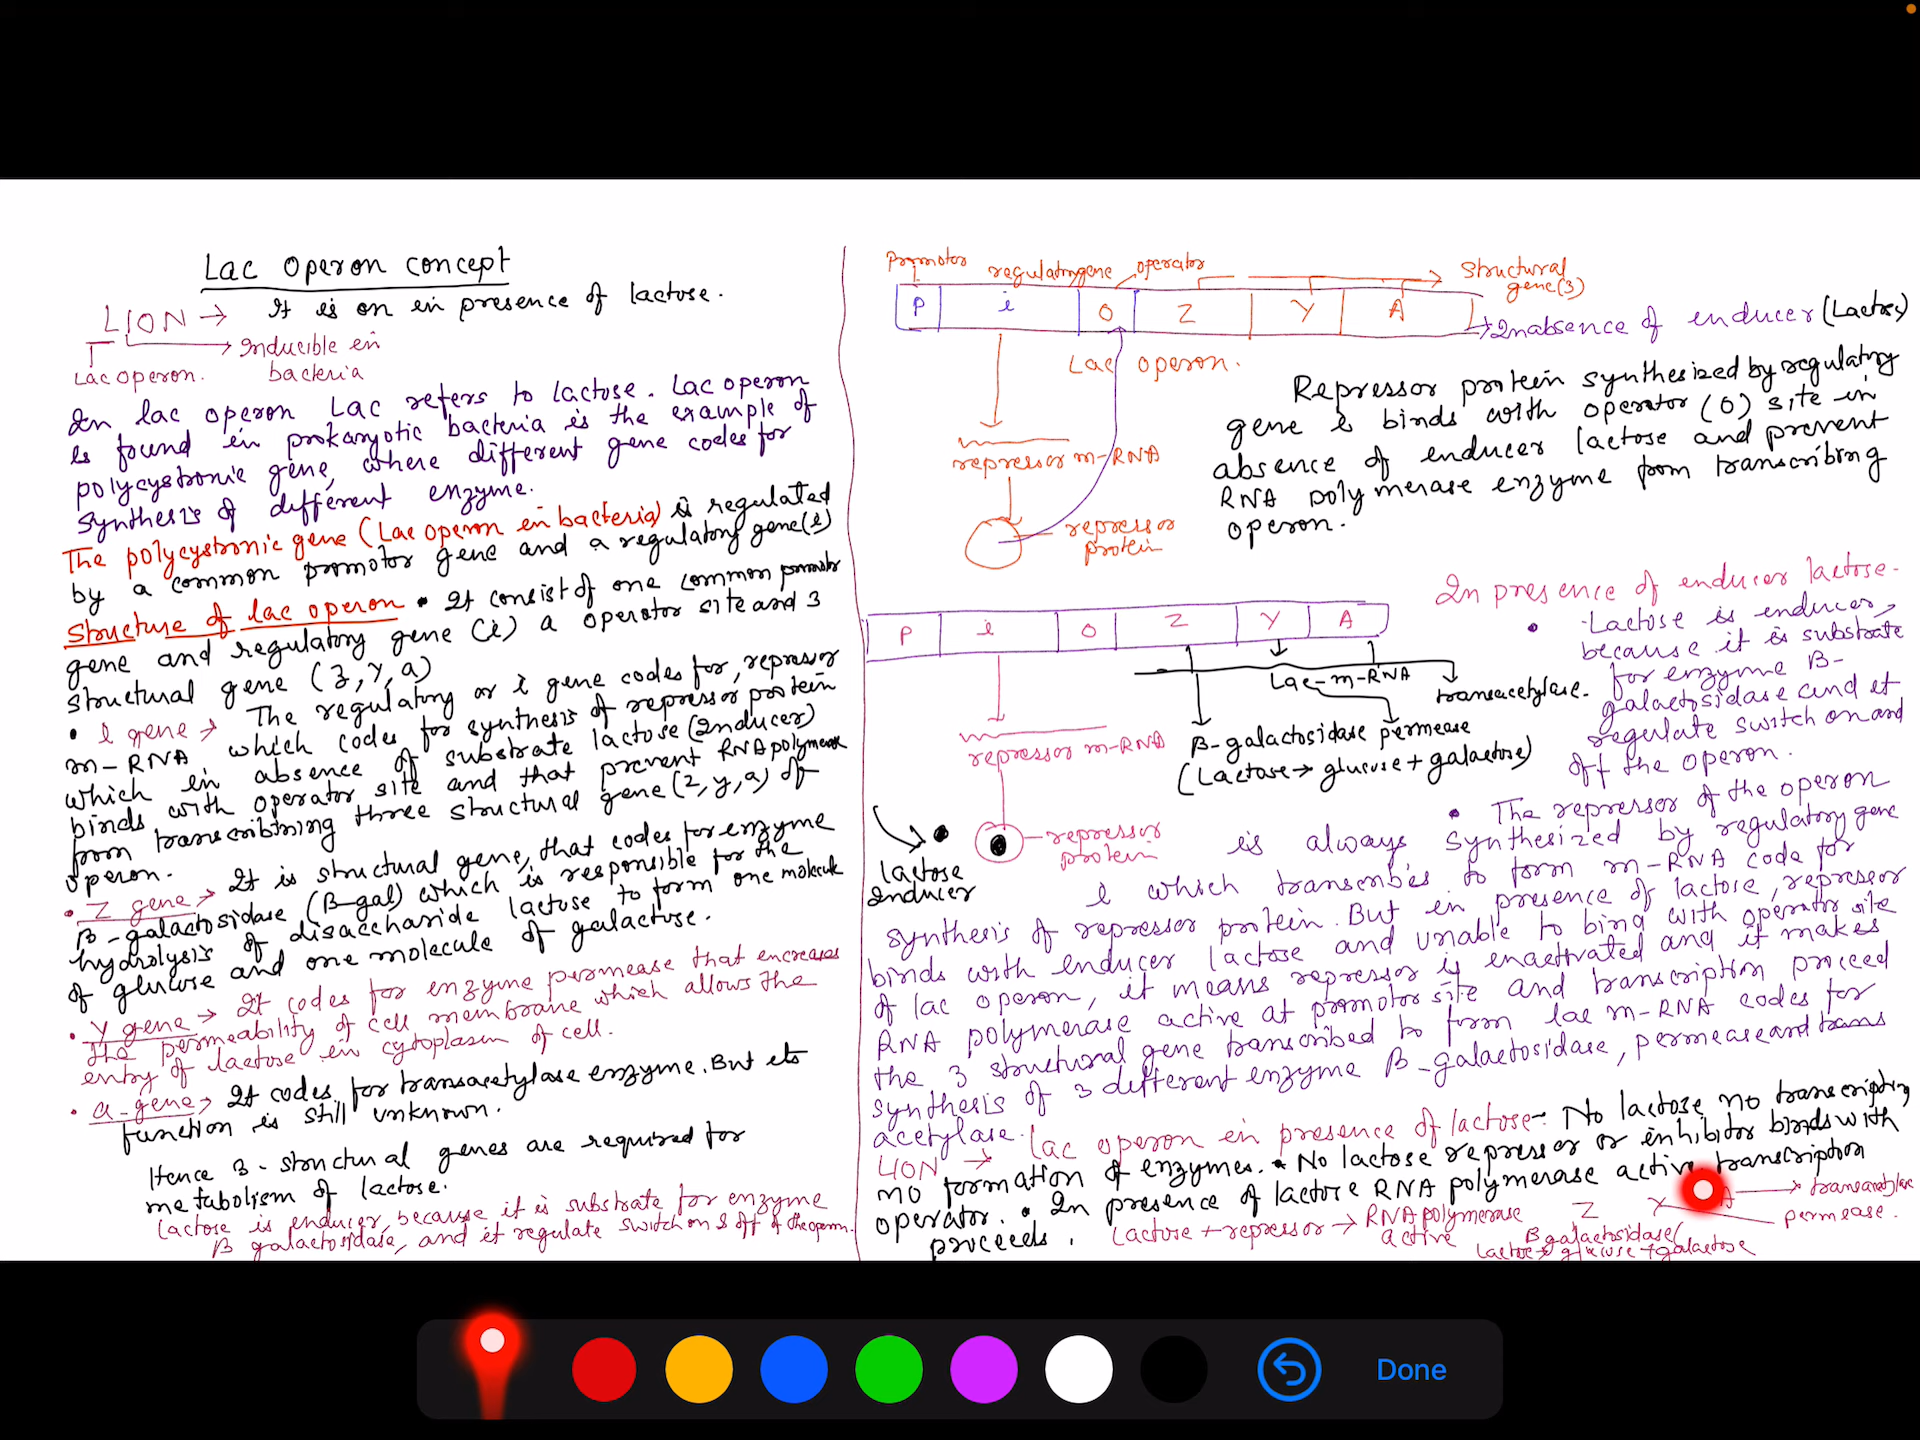 Lac Operon concept
LION → It is on in presence of lactose.
→ Inducible in
Lac operon. bacteria
In lac operon Lac refers to lactose. Lac operon
is found in prokaryotic bacteria is the example of
polycystronic gene, where different gene codes for
synthesis of different enzyme.
The polycystronic gene (Lac operon in bacteria) is regulated
by a common promotor gene and a regulatory gene(i)
Structure of lac operon • It consist of one common promotor
gene and regulatory gene (i) a operator site and 3
structural gene (z, y, a)
• i gene → The regulatory or i gene codes for, repressor
m-RNA, which codes for synthesis of repressor protein
which in absence of substrate lactose (Inducer)
binds with operator site and that prevent RNA polymerase
from transcribing three structural gene (z, y, a) of
operon.
• Z gene → It is structural gene, that codes for enzyme
β-galactosidase (β-gal) which is responsible for the
hydrolysis of disaccharide lactose to form one molecule
of glucose and one molecule of galactose.
• y gene → It codes for enzyme permease that increases
the permeability of cell membrane which allows the
entry of lactose in cytoplasm of cell.
• a-gene → It codes for transacetylase enzyme. But its
function is still unknown.
Hence 3-structural genes are required for
metabolism of lactose.
Lactose is inducer, because it is substrate for enzyme
β galactosidase, and it regulate switch on & off of the operon.
Promotor regulatory gene operator → structural gene(3)
P i O Z Y A
Lac operon.
→ In absence of inducer (Lactose)
Repressor protein synthesized by regulatory
gene i binds with operator (O) site in
absence of inducer lactose and prevent
RNA polymerase enzyme from transcribing
operon.
repressor m-RNA
repressor
protein
In presence of inducer lactose-
• Lactose is inducer,
because it is substrate
for enzyme β-
galactosidase and it
regulate switch on and
off the operon.
P i O Z Y A
Lac-m-RNA
transacetylase.
β-galactosidase permease
(Lactose → glucose + galactose)
repressor m-RNA
repressor
protein
lactose
Inducer
• The repressor of the operon
is always synthesized by regulatory gene
i which transcribes to form m-RNA code for
synthesis of repressor protein. But in presence of lactose, repressor
binds with inducer lactose and unable to bind with operator site
of lac operon, it means repressor is inactivated and it makes
RNA polymerase active at promotor site and transcription proceed
the 3 structural gene transcribed to form lac m-RNA codes for
synthesis of 3 different enzyme β-galactosidase, permease and trans
acetylase.
Lac operon in presence of lactose- No lactose no transcripting
LION →
no formation of enzymes. • No lactose repressor or inhibitor binds with
operator. • In presence of lactose RNA polymerase active transcription
proceeds.
Lactose + repressor → RNA polymerase
active
Z Y A → transacetylase
permease.
β galactosidase (
lactose → glucose + galactose
Done